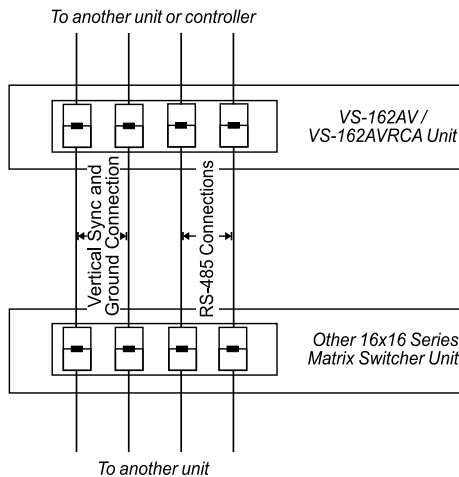 To another unit or controller
VS-162AV /
VS-162AVRCA Unit
Vertical Sync and
Ground Connection
RS-485 Connections
Other 16x16 Series
Matrix Switcher Unit
To another unit